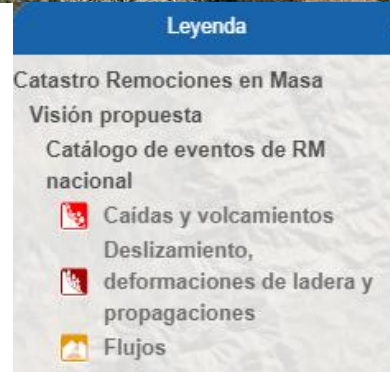 Leyenda
Catastro Remociones en Masa
Visión propuesta
Catálogo de eventos de RM
nacional
Caídas y volcamientos
Deslizamiento,
deformaciones de ladera y
propagaciones
Flujos